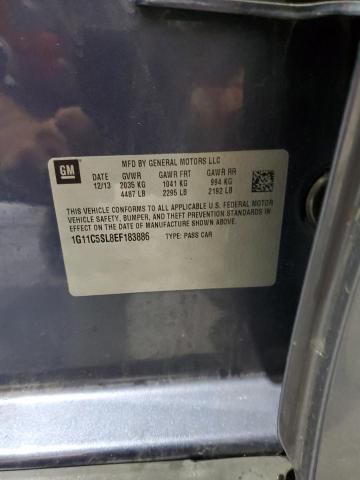 GM
MFD BY GENERAL MOTORS LLC
DATE GVWR GAWR FRT GAWR RR
12/13 2035 KG 1041 KG 994 KG
4487 LB 2295 LB 2192 LB
THIS VEHICLE CONFORMS TO ALL APPLICABLE U.S. FEDERAL MOTOR
VEHICLE SAFETY, BUMPER, AND THEFT PREVENTION STANDARDS IN
EFFECT ON THE DATE OF MANUFACTURE SHOWN ABOVE.
1G11C5SL8EF183886 TYPE: PASS CAR